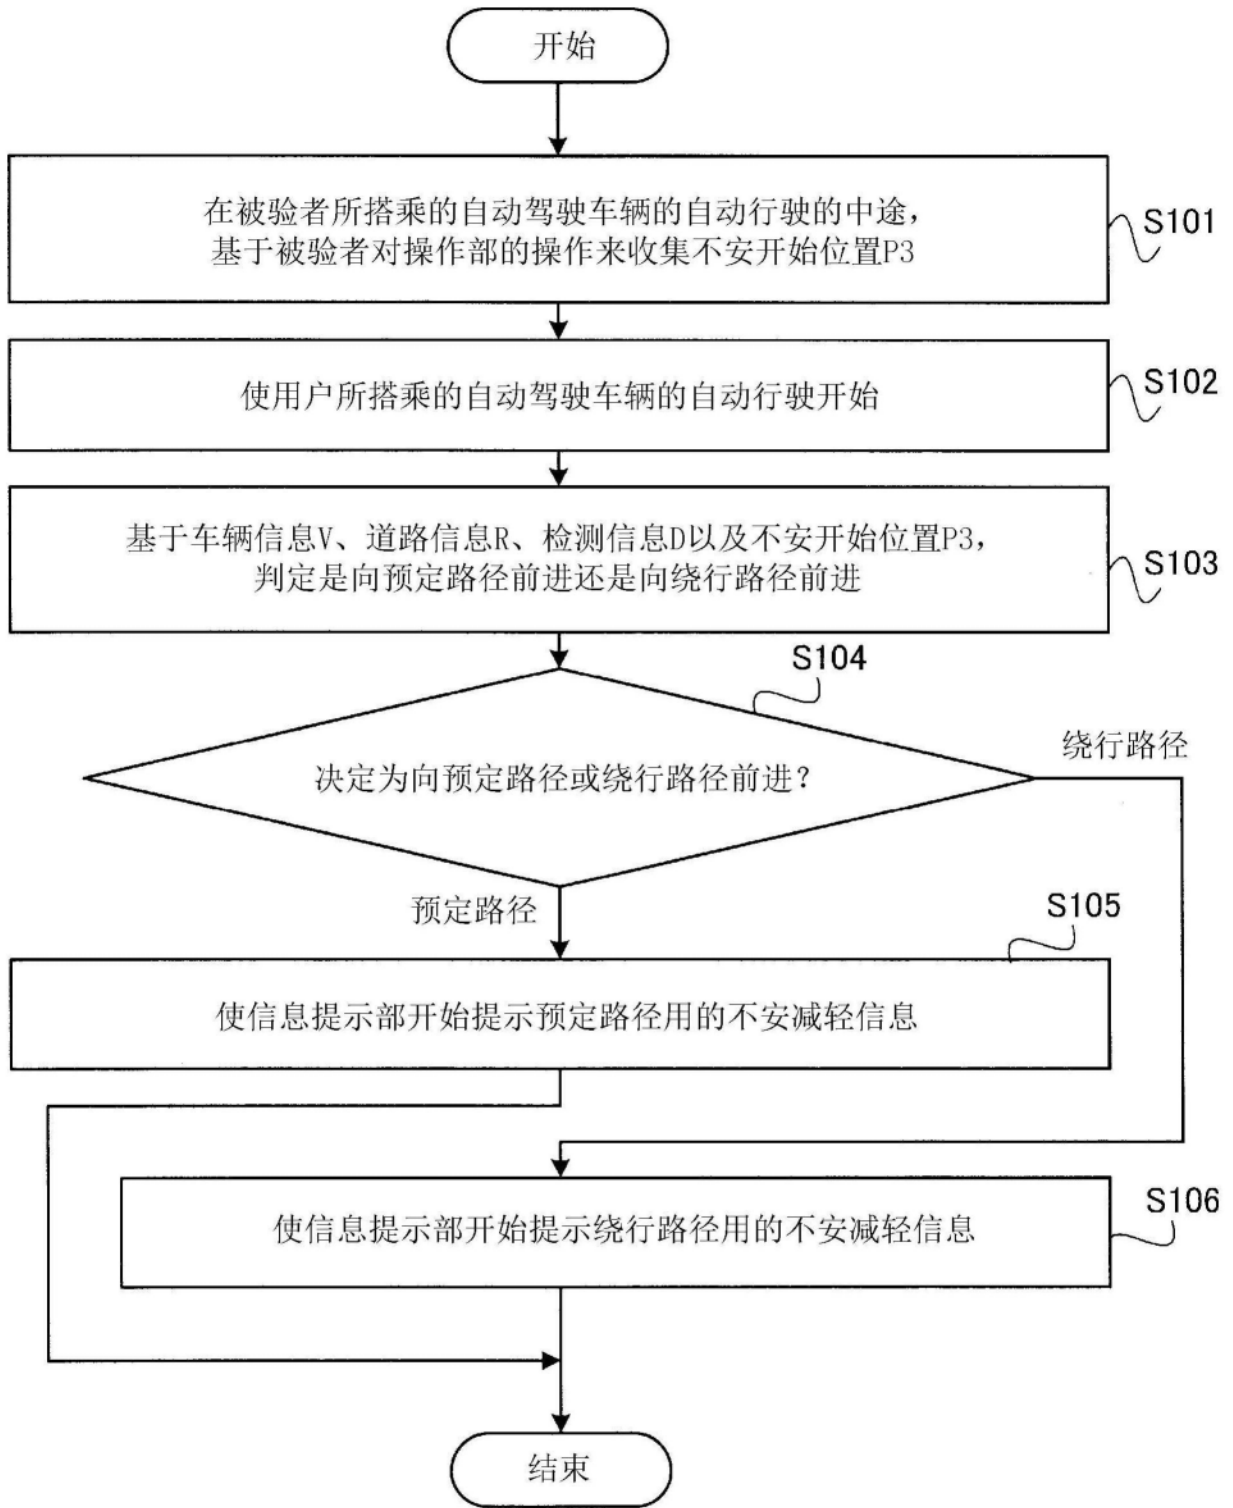 开始
在被验者所搭乘的自动驾驶车辆的自动行驶的中途，
基于被验者对操作部的操作来收集不安开始位置P3
S101
使用户所搭乘的自动驾驶车辆的自动行驶开始
S102
基于车辆信息V、道路信息R、检测信息D以及不安开始位置P3，
判定是向预定路径前进还是向绕行路径前进
S103
S104
决定为向预定路径或绕行路径前进？
绕行路径
预定路径
S105
使信息提示部开始提示预定路径用的不安减轻信息
使信息提示部开始提示绕行路径用的不安减轻信息
S106
结束